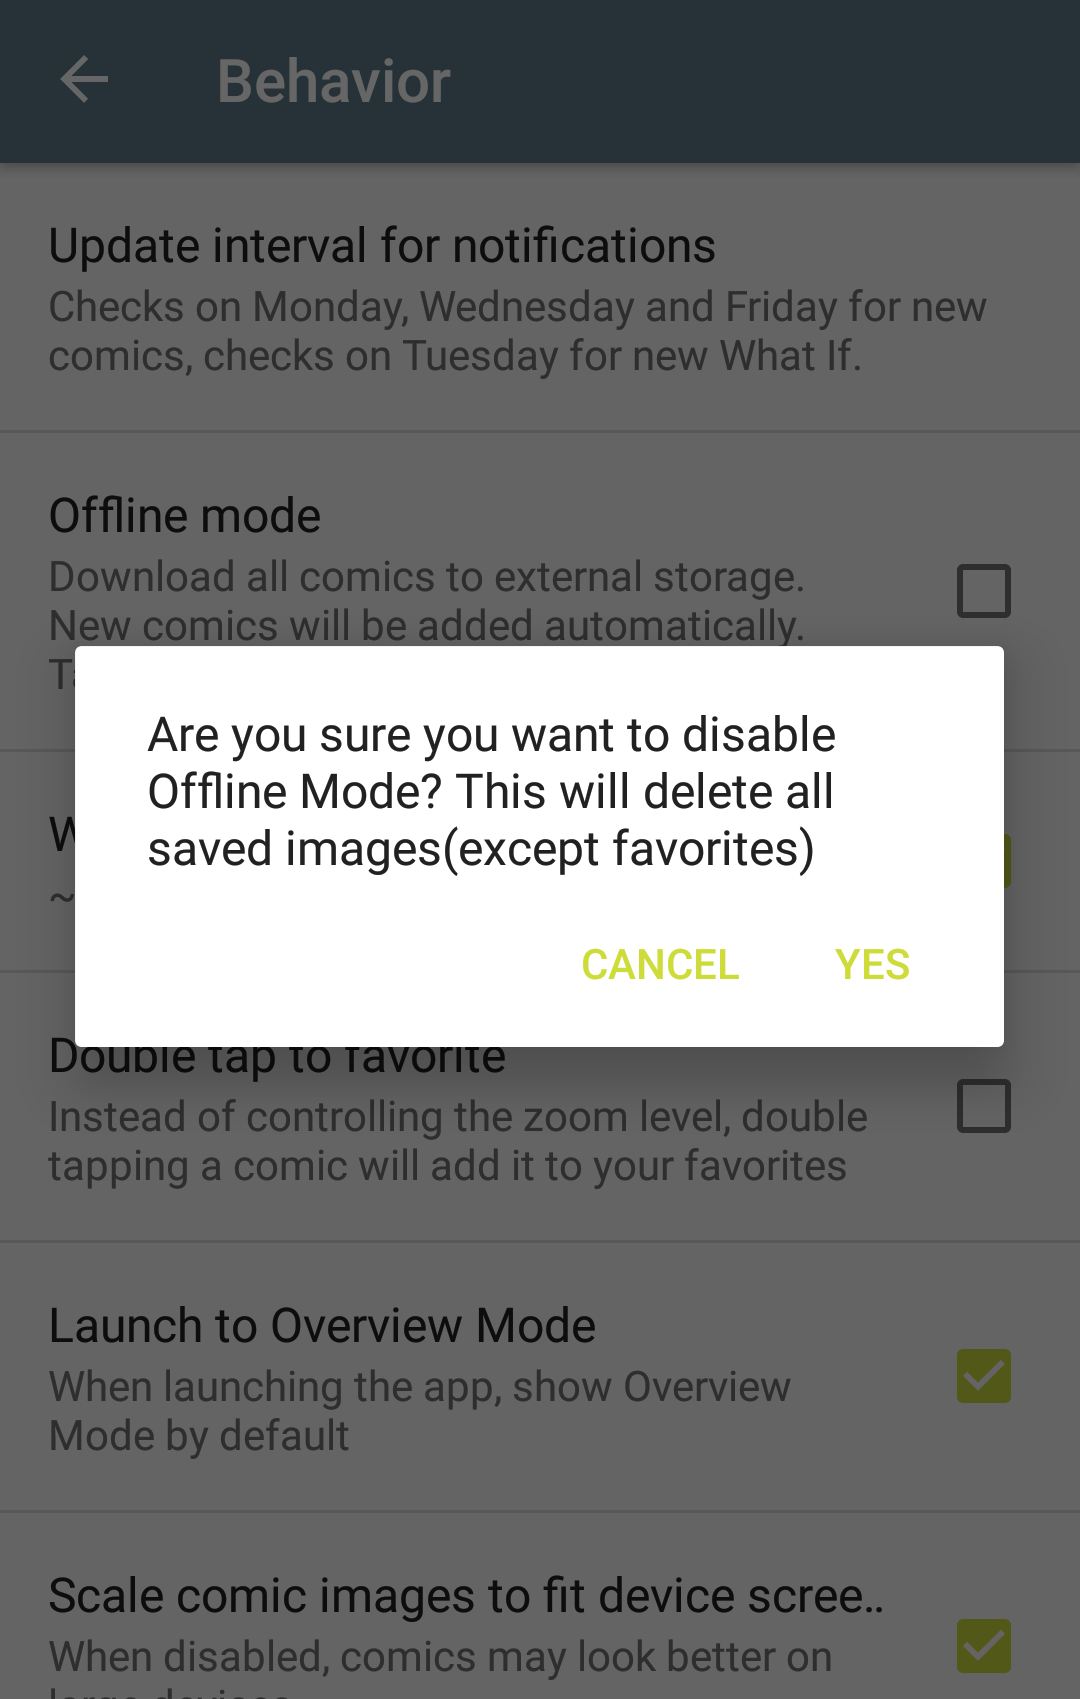 Behavior
Update interval for notifications
Checks on Monday, Wednesday and Friday for new
comics, checks on Tuesday for new What If.
Offline mode
Download all comics to external storage.
New comics will be added automatically.
Are you sure you want to disable
Offline Mode? This will delete all
saved images(except favorites)
CANCEL YES
Double tap to favorite
Instead of controlling the zoom level, double
tapping a comic will add it to your favorites
Launch to Overview Mode
When launching the app, show Overview
Mode by default
Scale comic images to fit device scree..
When disabled, comics may look better on
large devices